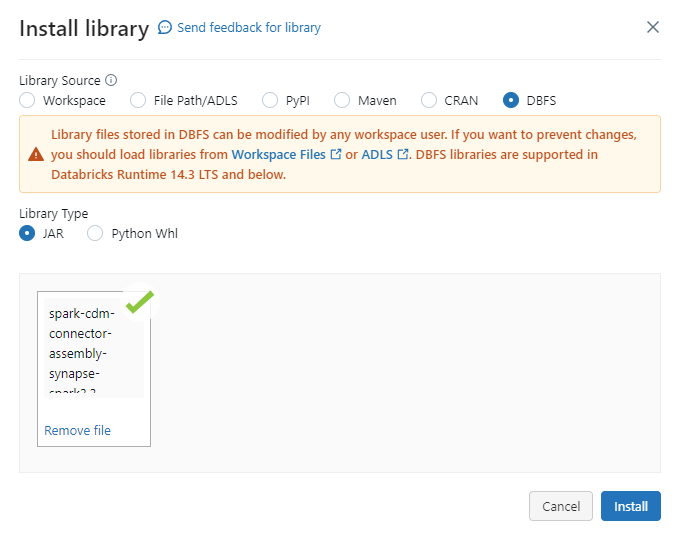 Install library Send feedback for library
Library Source
Workspace File Path/ADLS PyPI Maven CRAN DBFS
Library files stored in DBFS can be modified by any workspace user. If you want to prevent changes,
you should load libraries from Workspace Files or ADLS. DBFS libraries are supported in
Databricks Runtime 14.3 LTS and below.
Library Type
JAR Python Whl
spark-cdm-
connector-
assembly-
synapse-
Remove file
Cancel Install